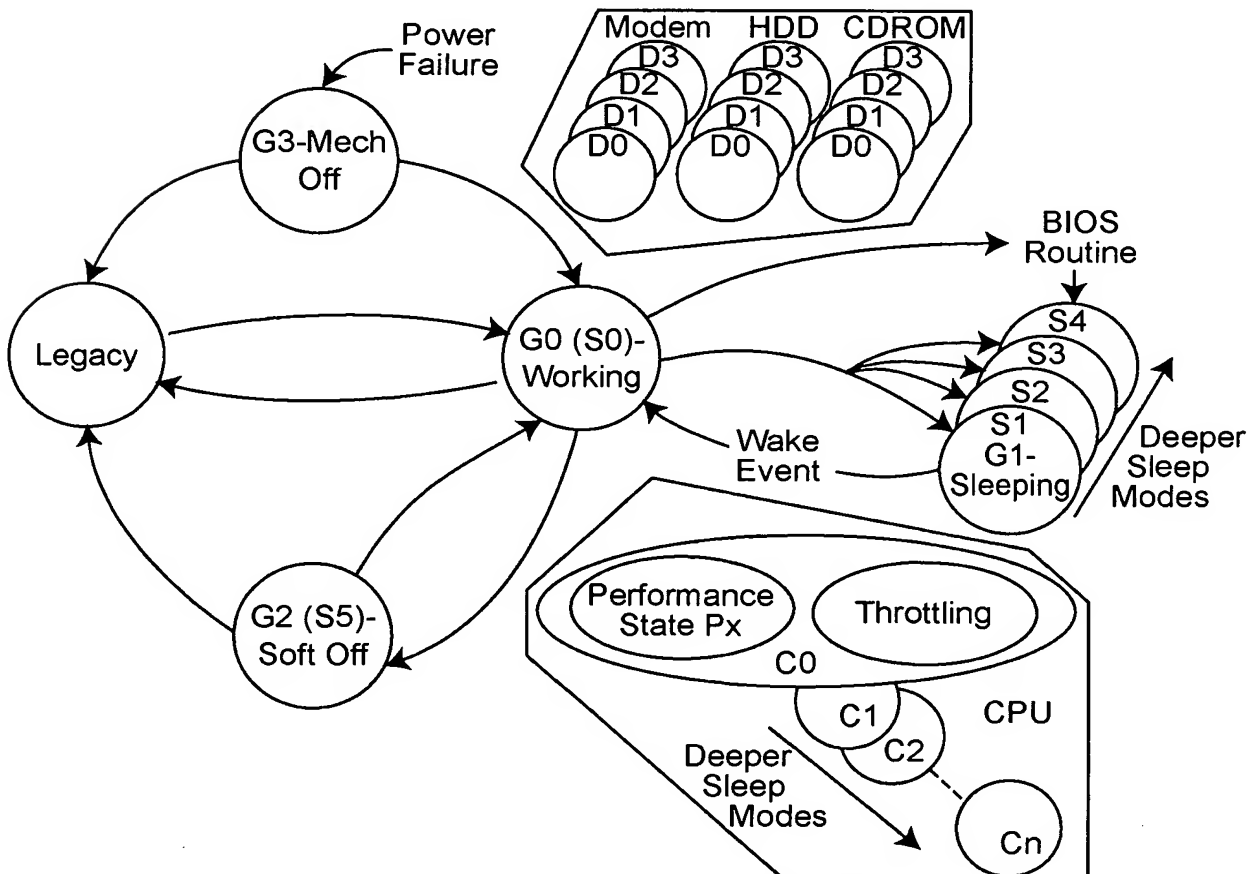 Power
Failure
G3-Mech
Off
Modem HDD CDROM
D3 D3 D3
D2 D2 D2
D1 D1 D1
D0 D0 D0
BIOS
Routine
Legacy
G0 (S0)-
Working
S4
S3
S2
S1
G1-
Sleeping
Deeper
Sleep
Modes
Wake
Event
G2 (S5)-
Soft Off
Performance
State Px
Throttling
C0
C1
C2
CPU
Deeper
Sleep
Modes
Cn